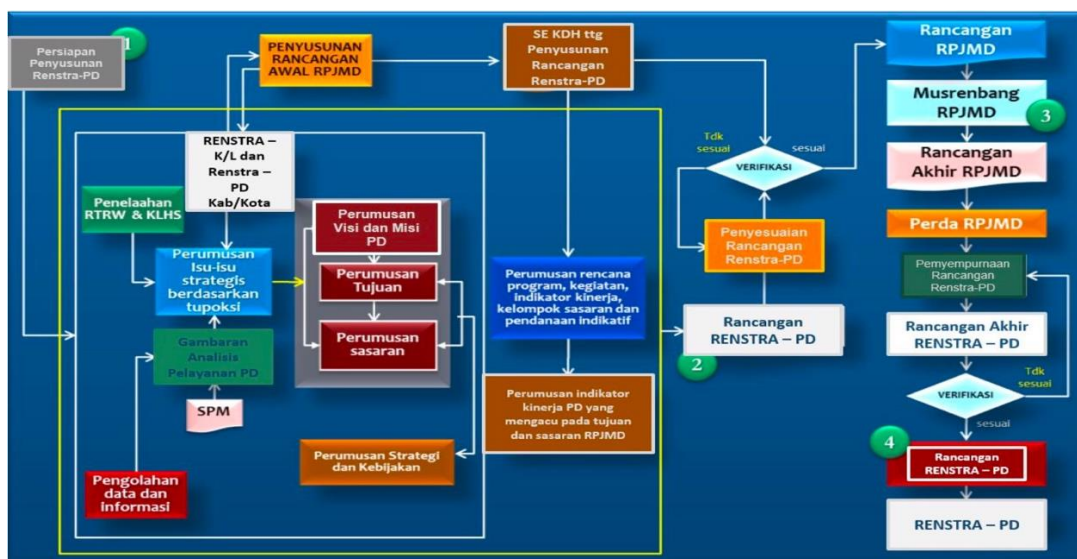 1
Persiapan
Penyusunan
Renstra-PD
PENYUSUNAN
RANCANGAN
AWAL RPJMD
SE KDH ttg
Penyusunan
Rancangan
Renstra-PD
Rancangan
RPJMD
Musrenbang
RPJMD
3
Rancangan
Akhir RPJMD
Perda RPJMD
Pemyempurnaan
Rancangan
Renstra-PD
Rancangan Akhir
RENSTRA – PD
Tdk
sesuai
VERIFIKASI
sesuai
4
Rancangan
RENSTRA – PD
RENSTRA – PD
RENSTRA –
K/L dan
Renstra –
PD
Kab/Kota
Penelaahan
RTRW & KLHS
Perumusan
Isu-isu
strategis
berdasarkan
tupoksi
Gambaran
Analisis
Pelayanan PD
SPM
Pengolahan
data dan
informasi
Perumusan
Visi dan Misi
PD
Perumusan
Tujuan
Perumusan
sasaran
Perumusan Strategi
dan Kebijakan
Perumusan rencana
program, kegiatan,
indikator kinerja,
kelompok sasaran dan
pendanaan indikatif
Perumusan indikator
kinerja PD yang
mengacu pada tujuan
dan sasaran RPJMD
Tdk
sesuai
sesuai
VERIFIKASI
Penyesuaian
Rancangan
Renstra-PD
Rancangan
RENSTRA – PD
2